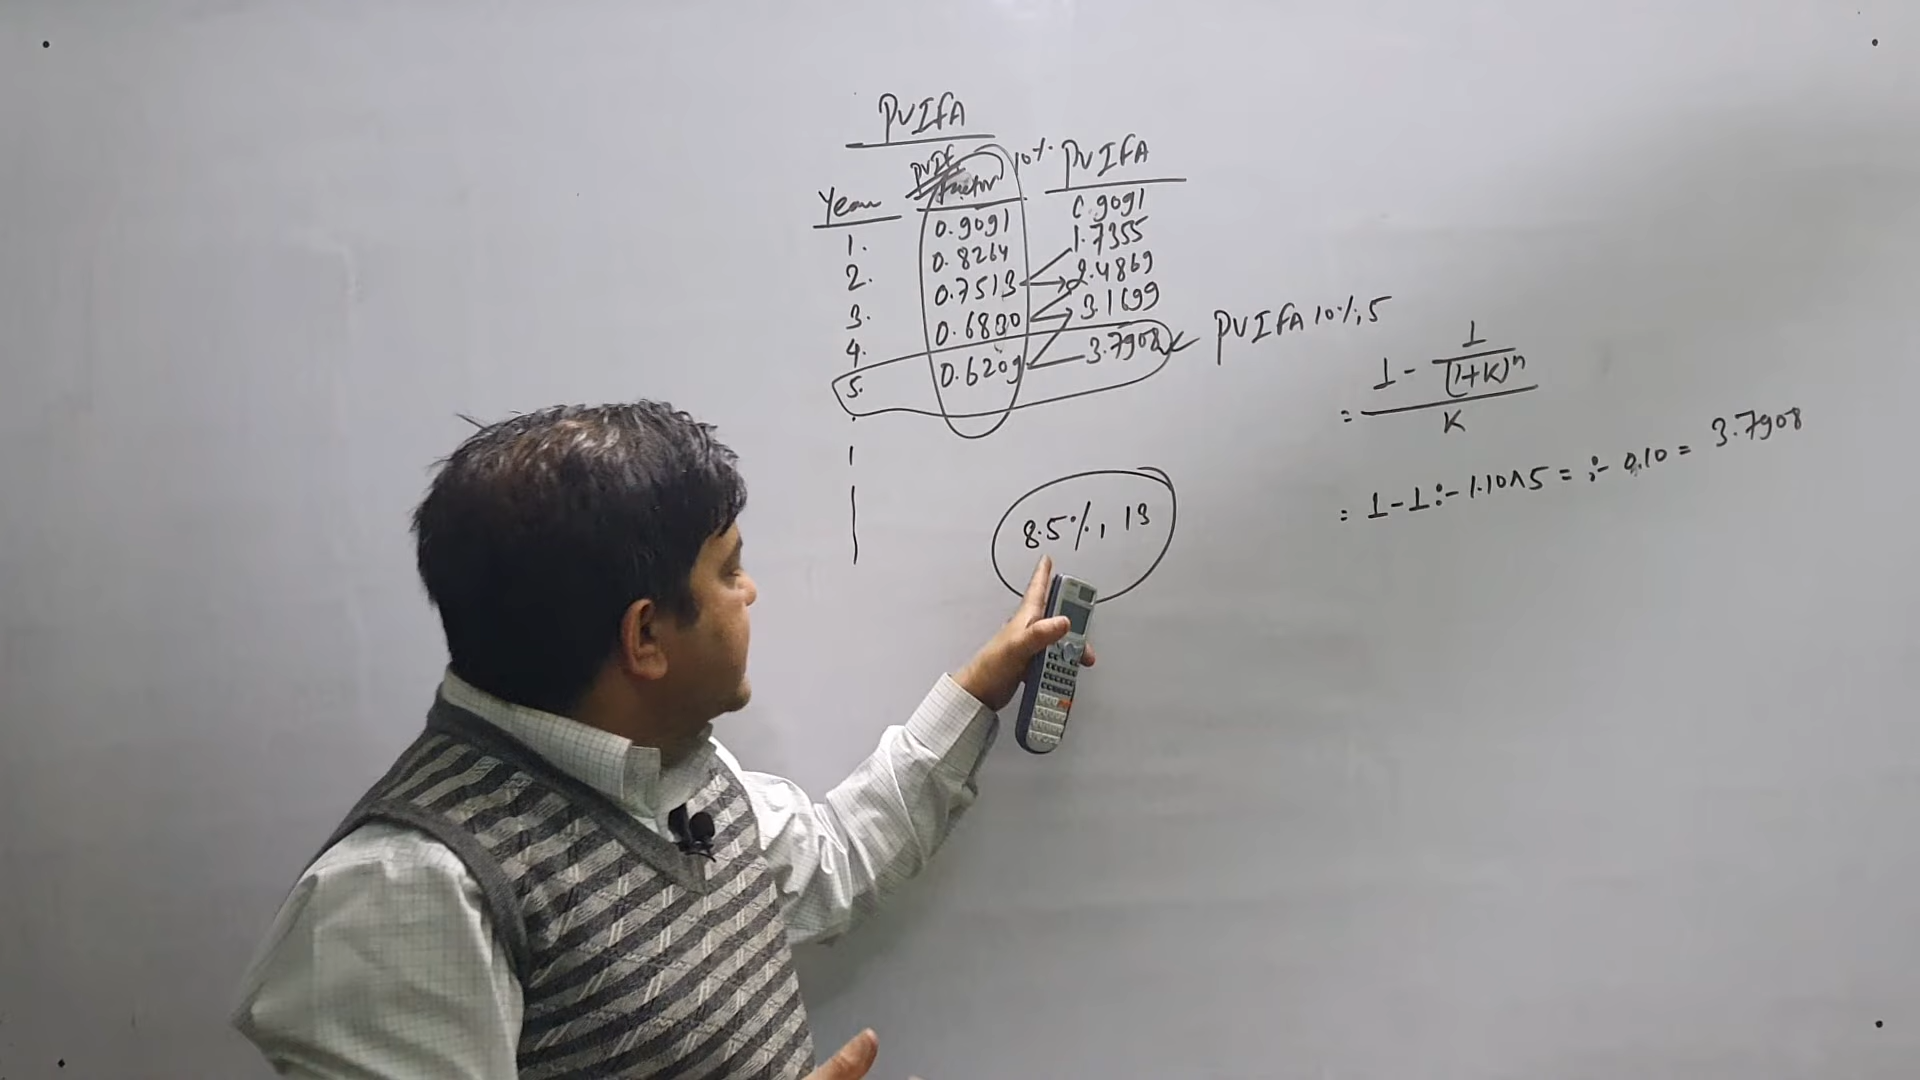 PVIFA
Year PVIF factor 10% PVIFA
1. 0.9091 0.9091
2. 0.8264 1.7355
3. 0.7513 2.4869
4. 0.6830 3.1699
5. 0.6209 3.7908 PVIFA 10%, 5
= 1 - 1 / (1+K)^n / K
= 1 - 1 ÷ 1.10 ^ 5 = ÷ 0.10 = 3.7908
8.5%, 13